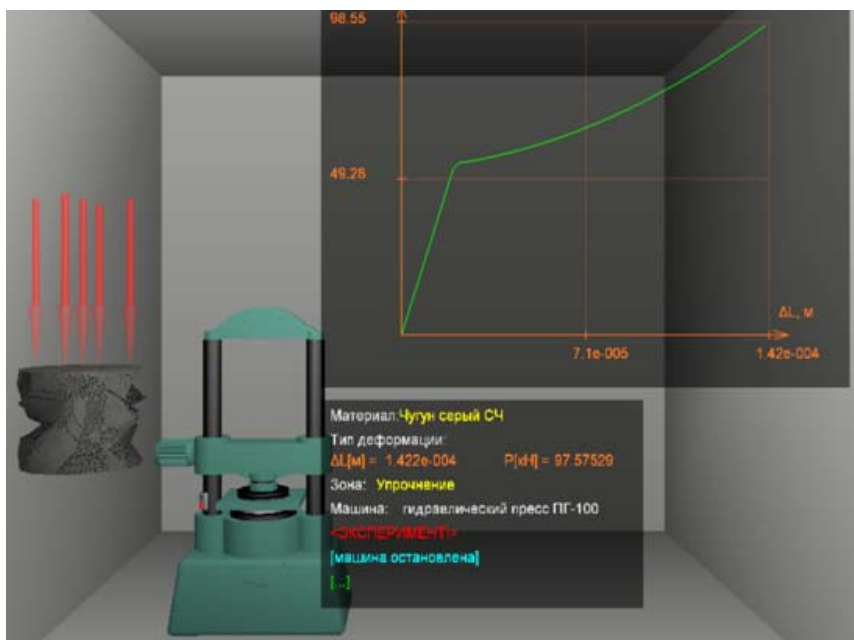 98.55
49.28
ΔL, м
7.1e-005 1.42e-004
Материал:Чугун серый СЧ
Тип деформации:
ΔL[м] = 1.422e-004 P[кН] = 97.57529
Зона: Упрочнение
Машина: гидравлический пресс ПГ-100
<ЭКСПЕРИМЕНТ!>
[машина остановлена]
[...]